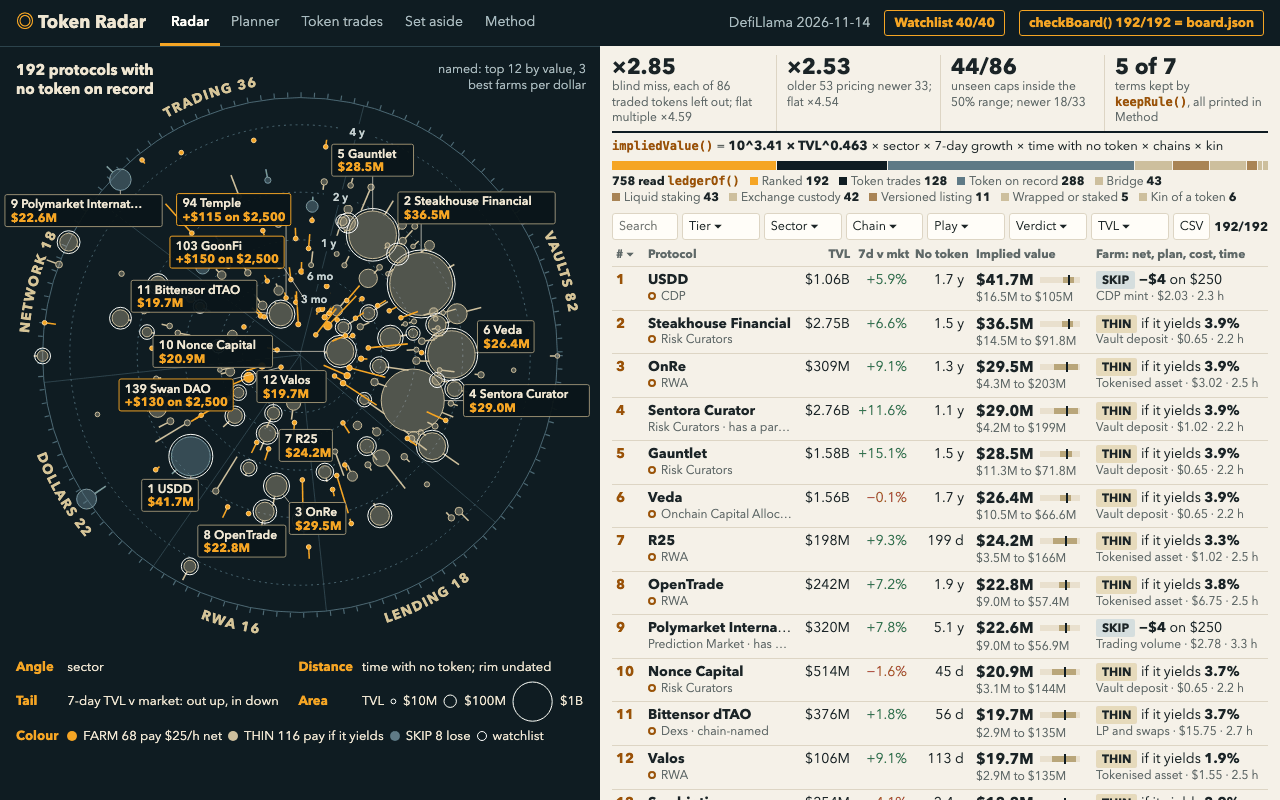 Token Radar
Radar Planner Token trades Set aside Method
DefiLlama 2026-11-14 Watchlist 40/40 checkBoard() 192/192 = board.json
192 protocols with
no token on record
named: top 12 by value, 3
best farms per dollar
TRADING 36
VAULTS 82
LENDING 18
RWA 16
DOLLARS 22
NETWORK 18
4 y
2 y
1 y
6 mo
3 mo
5 Gauntlet
$28.5M
9 Polymarket Internat…
$22.6M
94 Temple
+$115 on $2,500
2 Steakhouse Financial
$36.5M
103 GoonFi
+$150 on $2,500
11 Bittensor dTAO
$19.7M
6 Veda
$26.4M
10 Nonce Capital
$20.9M
12 Valos
$19.7M
139 Swan DAO
+$130 on $2,500
4 Sentora Curator
$29.0M
7 R25
$24.2M
1 USDD
$41.7M
3 OnRe
$29.5M
8 OpenTrade
$22.8M
Angle sector
Distance time with no token; rim undated
Tail 7-day TVL v market: out up, in down
Area TVL $10M $100M $1B
Colour FARM 68 pay $25/h net THIN 116 pay if it yields SKIP 8 lose watchlist
×2.85
blind miss, each of 86
traded tokens left out; flat
multiple ×4.59
×2.53
older 53 pricing newer 33;
flat ×4.54
44/86
unseen caps inside the
50% range; newer 18/33
5 of 7
terms kept by
keepRule(), all printed in
Method
impliedValue() = 10^3.41 × TVL^0.463 × sector × 7-day growth × time with no token × chains × kin
758 read ledgerOf() Ranked 192 Token trades 128 Token on record 288 Bridge 43
Liquid staking 43 Exchange custody 42 Versioned listing 11 Wrapped or staked 5 Kin of a token 6
Search Tier Sector Chain Play Verdict TVL CSV 192/192
# Protocol TVL 7d v mkt No token Implied value Farm: net, plan, cost, time
1 USDD $1.06B +5.9% 1.7 y $41.7M SKIP −$4 on $250
CDP $16.5M to $105M CDP mint · $2.03 · 2.3 h
2 Steakhouse Financial $2.75B +6.6% 1.5 y $36.5M THIN if it yields 3.9%
Risk Curators $14.5M to $91.8M Vault deposit · $0.65 · 2.2 h
3 OnRe $309M +9.1% 1.3 y $29.5M THIN if it yields 3.9%
RWA $4.3M to $203M Tokenised asset · $3.02 · 2.5 h
4 Sentora Curator $2.76B +11.6% 1.1 y $29.0M THIN if it yields 3.9%
Risk Curators · has a par… $4.2M to $199M Vault deposit · $1.02 · 2.2 h
5 Gauntlet $1.58B +15.1% 1.5 y $28.5M THIN if it yields 3.9%
Risk Curators $11.3M to $71.8M Vault deposit · $0.65 · 2.2 h
6 Veda $1.56B −0.1% 1.7 y $26.4M THIN if it yields 3.9%
Onchain Capital Alloc… $10.5M to $66.6M Vault deposit · $0.65 · 2.2 h
7 R25 $198M +9.3% 199 d $24.2M THIN if it yields 3.3%
RWA $3.5M to $166M Tokenised asset · $1.02 · 2.5 h
8 OpenTrade $242M +7.2% 1.9 y $22.8M THIN if it yields 3.8%
RWA $9.0M to $57.4M Tokenised asset · $6.75 · 2.5 h
9 Polymarket Interna… $320M +7.8% 5.1 y $22.6M SKIP −$4 on $250
Prediction Market · has … $9.0M to $56.9M Trading volume · $2.78 · 3.3 h
10 Nonce Capital $514M −1.6% 45 d $20.9M THIN if it yields 3.7%
Risk Curators $3.1M to $144M Vault deposit · $0.65 · 2.2 h
11 Bittensor dTAO $376M +1.8% 56 d $19.7M THIN if it yields 3.7%
Dexs · chain-named $2.9M to $135M LP and swaps · $15.75 · 2.7 h
12 Valos $106M +9.1% 113 d $19.7M THIN if it yields 1.9%
RWA $2.9M to $135M Tokenised asset · $1.55 · 2.5 h